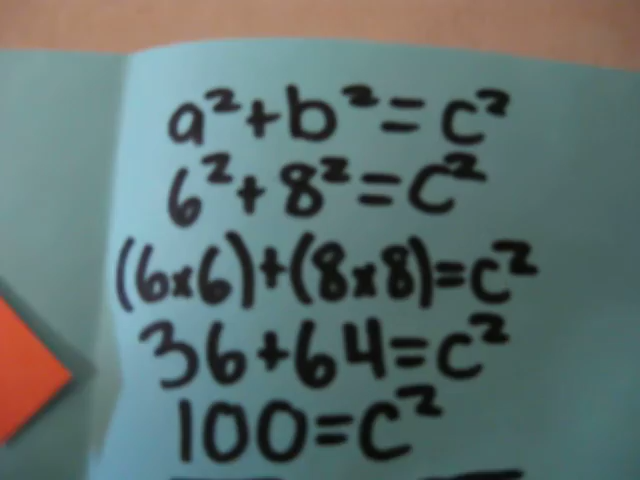 a²+b²=c²
6²+8²=c²
(6x6)+(8x8)=c²
36+64=c²
100=c²